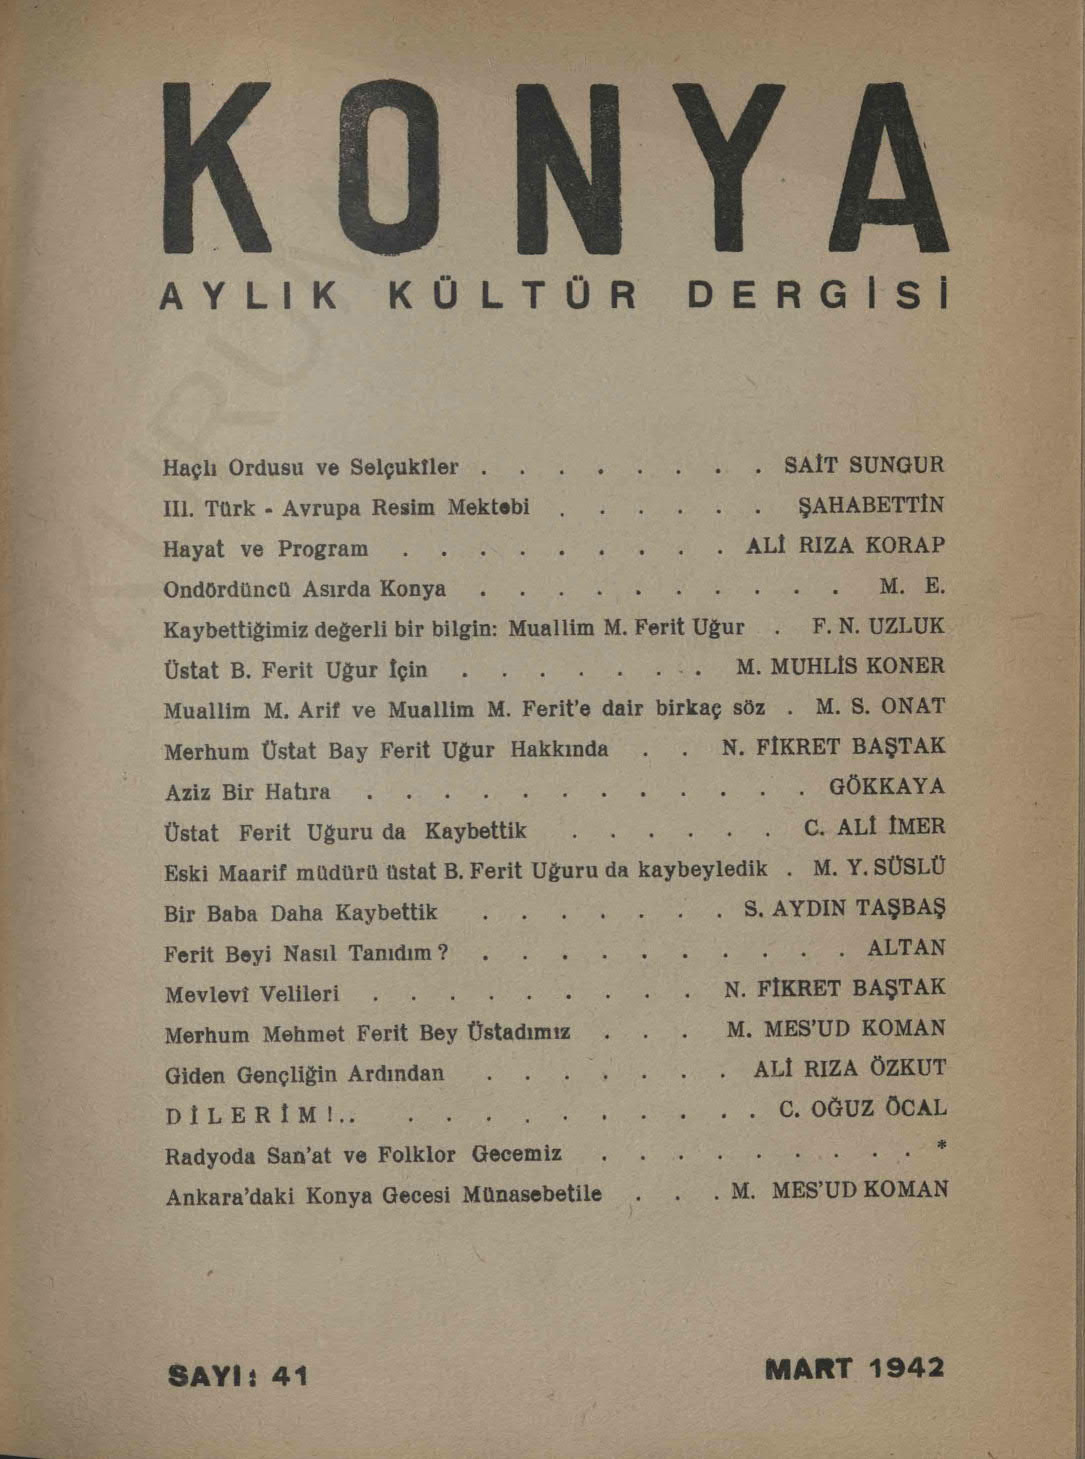 KONYA
AYLIK KÜLTÜR DERGİSİ
Haçlı Ordusu ve Selçukîler . . . . . . . . SAİT SUNGUR
III. Türk - Avrupa Resim Mektebi . . . . . . ŞAHABETTİN
Hayat ve Program . . . . . . . . . ALİ RIZA KORAP
Ondördüncü Asırda Konya . . . . . . . . . . M. E.
Kaybettiğimiz değerli bir bilgin: Muallim M. Ferit Uğur . F. N. UZLUK
Üstat B. Ferit Uğur İçin . . . . . . . M. MUHLİS KONER
Muallim M. Arif ve Muallim M. Ferit'e dair birkaç söz . M. S. ONAT
Merhum Üstat Bay Ferit Uğur Hakkında . . N. FİKRET BAŞTAK
Aziz Bir Hatıra . . . . . . . . . . . . GÖKKAYA
Üstat Ferit Uğuru da Kaybettik . . . . . . C. ALİ İMER
Eski Maarif müdürü üstat B. Ferit Uğuru da kaybeyledik . M. Y. SÜSLÜ
Bir Baba Daha Kaybettik . . . . . . . S. AYDIN TAŞBAŞ
Ferit Beyi Nasıl Tanıdım ? . . . . . . . . . . ALTAN
Mevlevî Velileri . . . . . . . . . N. FİKRET BAŞTAK
Merhum Mehmet Ferit Bey Üstadımız . . . M. MES'UD KOMAN
Giden Gençliğin Ardından . . . . . . . ALİ RIZA ÖZKUT
DİLERİM!.. . . . . . . . . . . C. OĞUZ ÖCAL
Radyoda San'at ve Folklor Gecemiz . . . . . . . . . *
Ankara'daki Konya Gecesi Münasebetile . . . M. MES'UD KOMAN
SAYI: 41 MART 1942